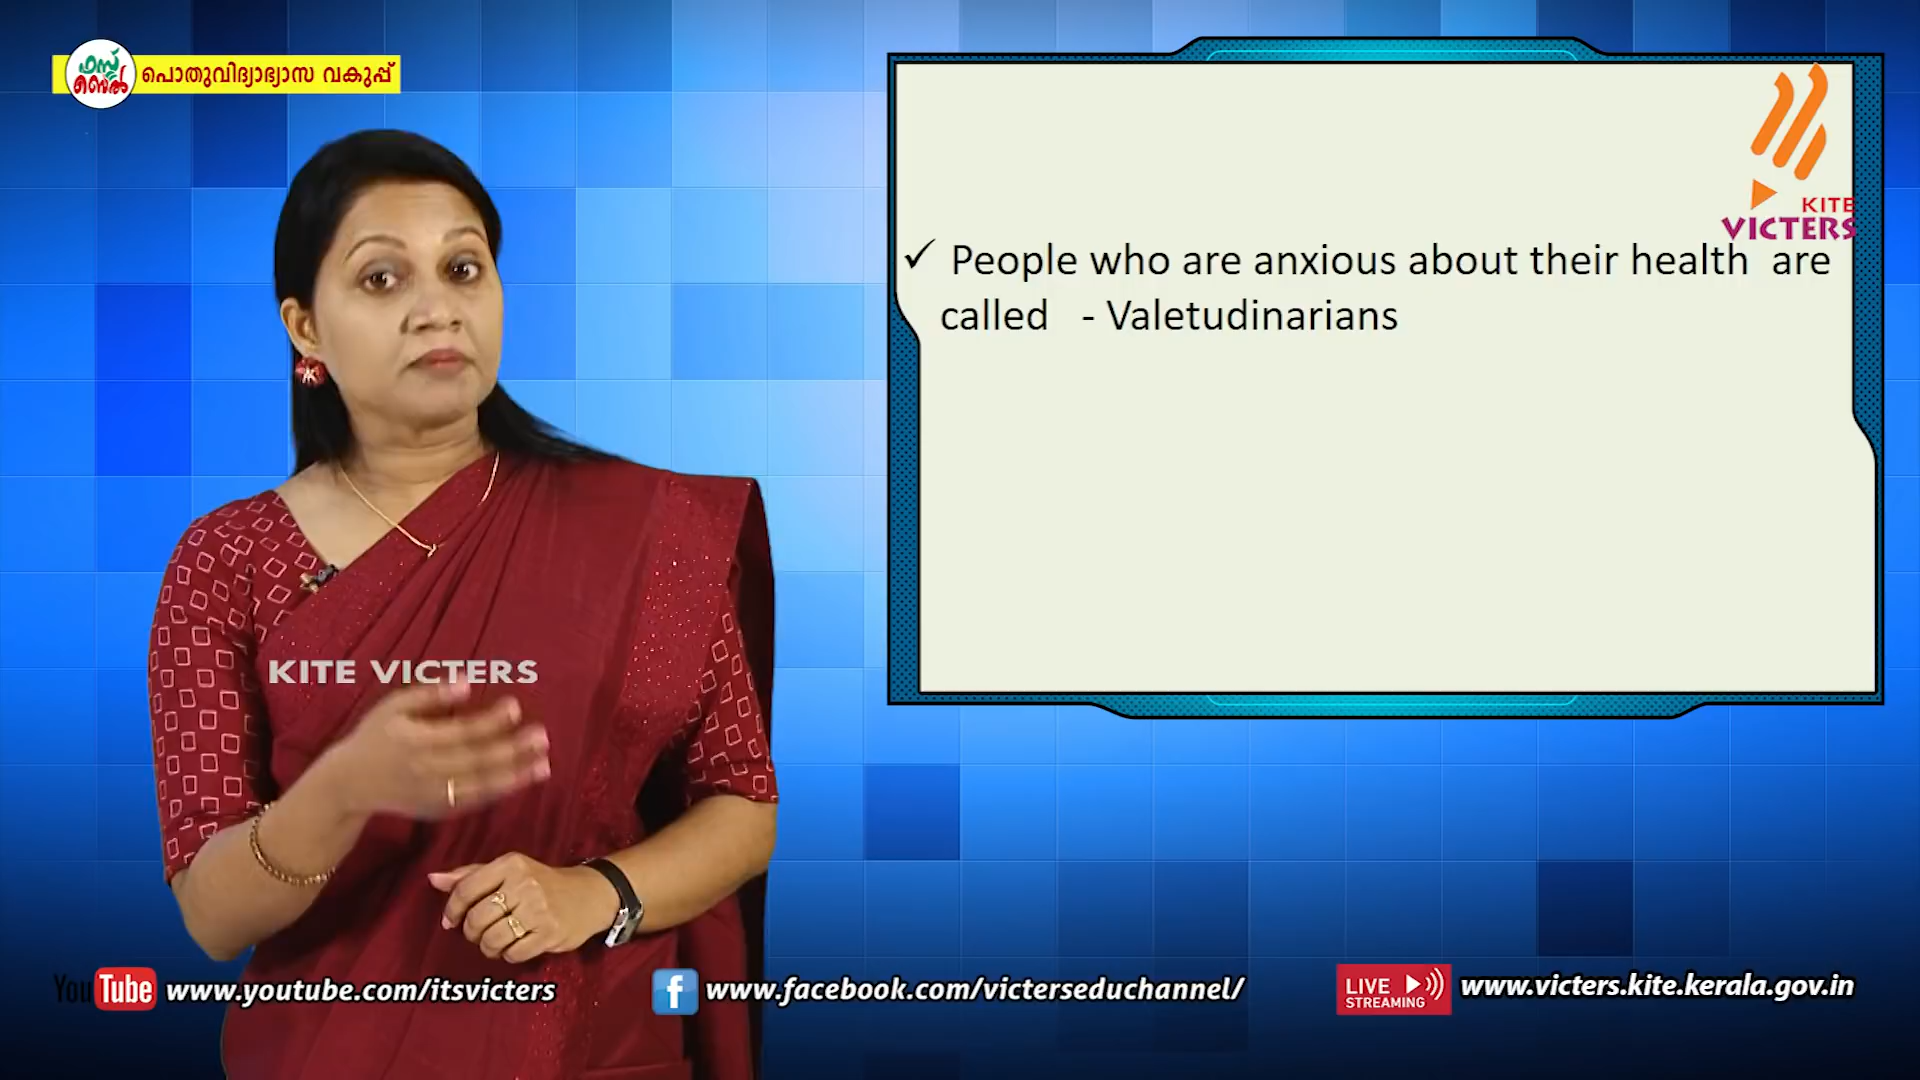 ഫസ്റ്റ്
ബെൽ
പൊതുവിദ്യാഭ്യാസ വകുപ്പ്
KITE
VICTERS
✓ People who are anxious about their health are
called - Valetudinarians
KITE VICTERS
YouTube www.youtube.com/itsvicters
f www.facebook.com/victerseduchannel/
LIVE
STREAMING
www.victers.kite.kerala.gov.in